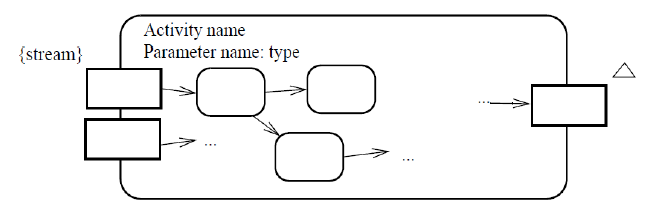 Activity name
Parameter name: type
{stream}
...
...
...